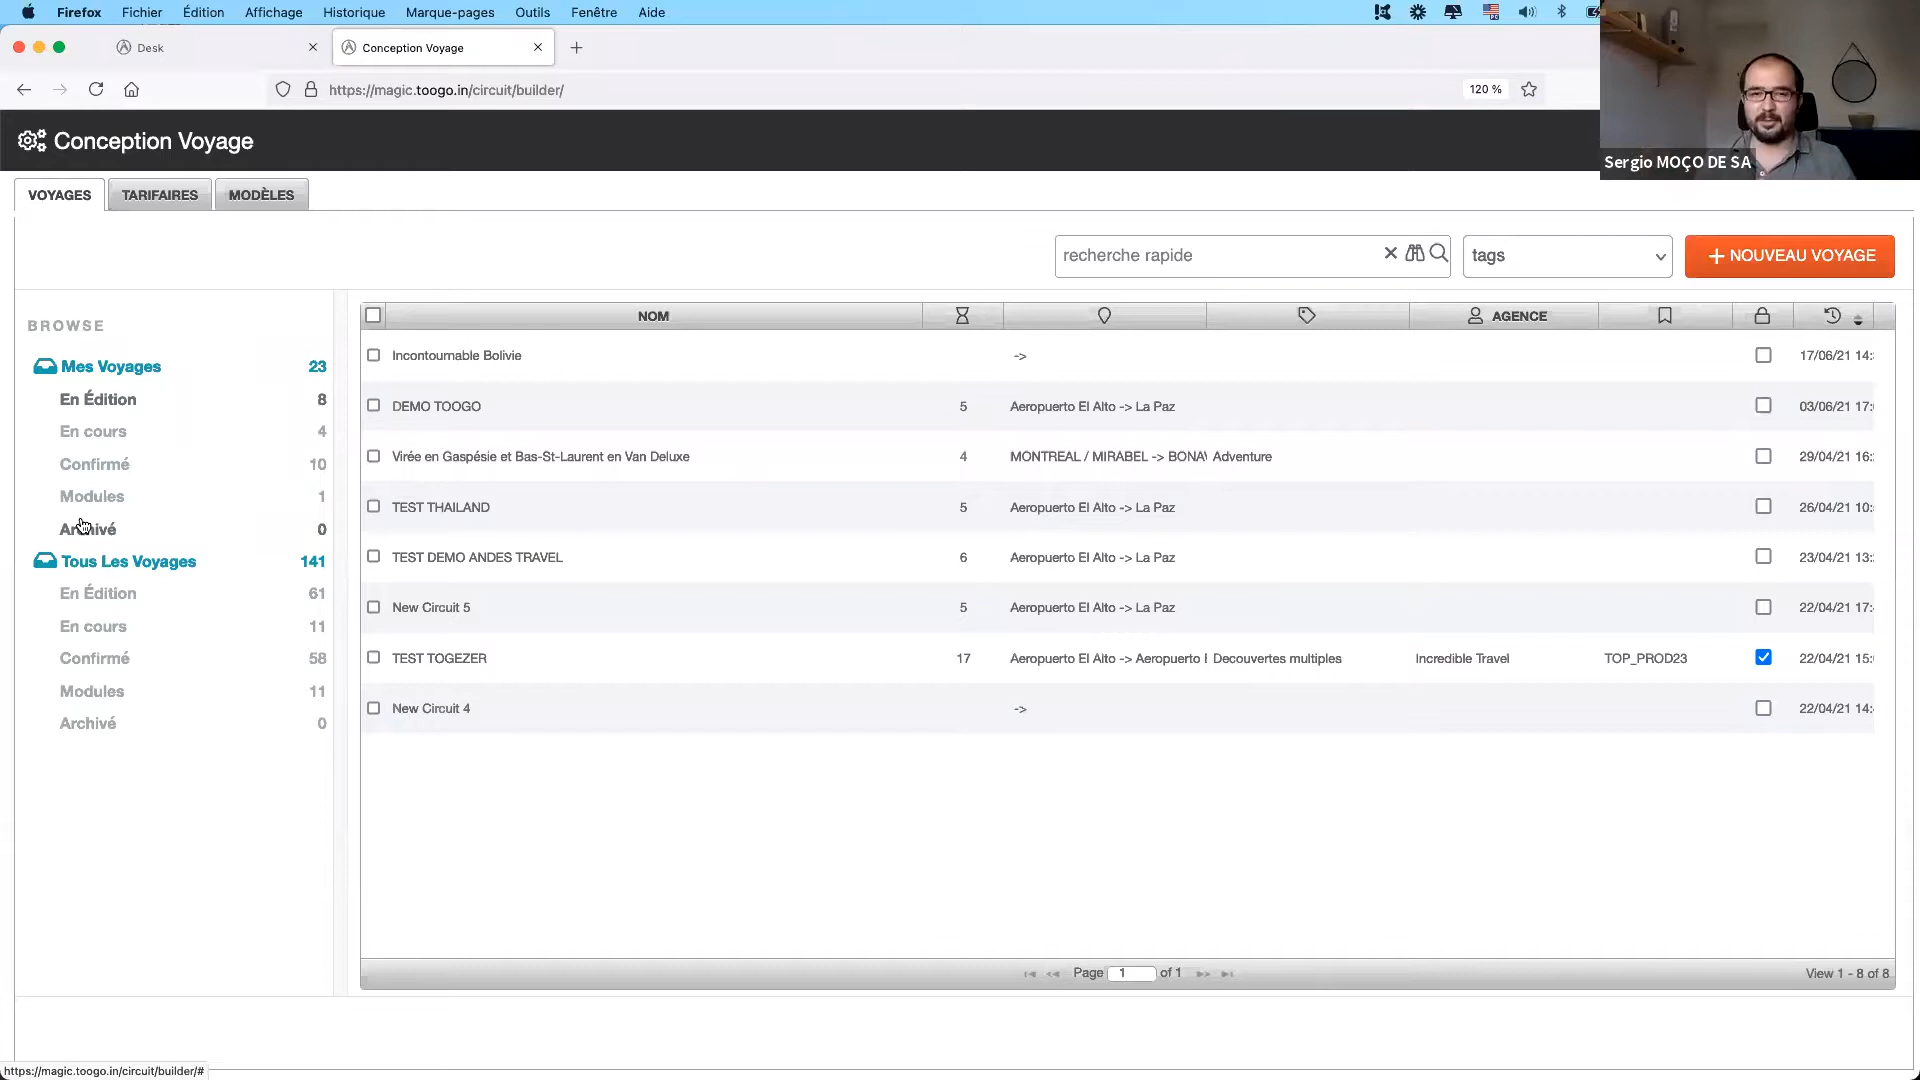 Firefox Fichier Édition Affichage Historique Marque-pages Outils Fenêtre Aide
Desk
Conception Voyage
https://magic.toogo.in/circuit/builder/
120 %
Sergio MOÇO DE SA
Conception Voyage
VOYAGES TARIFAIRES MODÈLES
recherche rapide
tags
NOUVEAU VOYAGE
BROWSE
Mes Voyages 23
En Édition 8
En cours 4
Confirmé 10
Modules 1
Archivé 0
Tous Les Voyages 141
En Édition 61
En cours 11
Confirmé 58
Modules 11
Archivé 0
NOM AGENCE
Incontournable Bolivie -> 17/06/21 14:
DEMO TOOGO 5 Aeropuerto El Alto -> La Paz 03/06/21 17:
Virée en Gaspésie et Bas-St-Laurent en Van Deluxe 4 MONTREAL / MIRABEL -> BONA Adventure 29/04/21 16:
TEST THAILAND 5 Aeropuerto El Alto -> La Paz 26/04/21 10:
TEST DEMO ANDES TRAVEL 6 Aeropuerto El Alto -> La Paz 23/04/21 13:
New Circuit 5 5 Aeropuerto El Alto -> La Paz 22/04/21 17:
TEST TOGEZER 17 Aeropuerto El Alto -> Aeropuerto Decouvertes multiples Incredible Travel TOP_PROD23 22/04/21 15:
New Circuit 4 -> 22/04/21 14:
Page 1 of 1
View 1 - 8 of 8
https://magic.toogo.in/circuit/builder/#